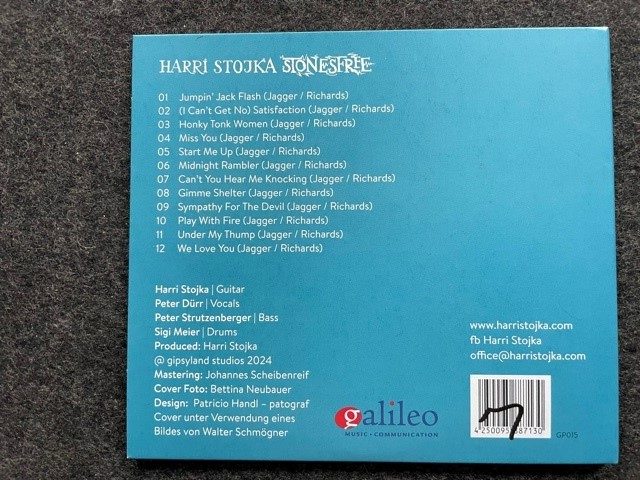 HARRI STOJKA STONESFREE
01 Jumpin' Jack Flash (Jagger / Richards)
02 (I Can't Get No) Satisfaction (Jagger / Richards)
03 Honky Tonk Women (Jagger / Richards)
04 Miss You (Jagger / Richards)
05 Start Me Up (Jagger / Richards)
06 Midnight Rambler (Jagger / Richards)
07 Can't You Hear Me Knocking (Jagger / Richards)
08 Gimme Shelter (Jagger / Richards)
09 Sympathy For The Devil (Jagger / Richards)
10 Play With Fire (Jagger / Richards)
11 Under My Thump (Jagger / Richards)
12 We Love You (Jagger / Richards)
Harri Stojka | Guitar
Peter Dürr | Vocals
Peter Strutzenberger | Bass
Sigi Meier | Drums
Produced: Harri Stojka
@ gipsyland studios 2024
Mastering: Johannes Scheibenreif
Cover Foto: Bettina Neubauer
Design: Patricio Handl – patograf
Cover unter Verwendung eines
Bildes von Walter Schmögner
galileo
MUSIC · COMMUNICATION
www.harristojka.com
fb Harri Stojka
office@harristojka.com
GP015